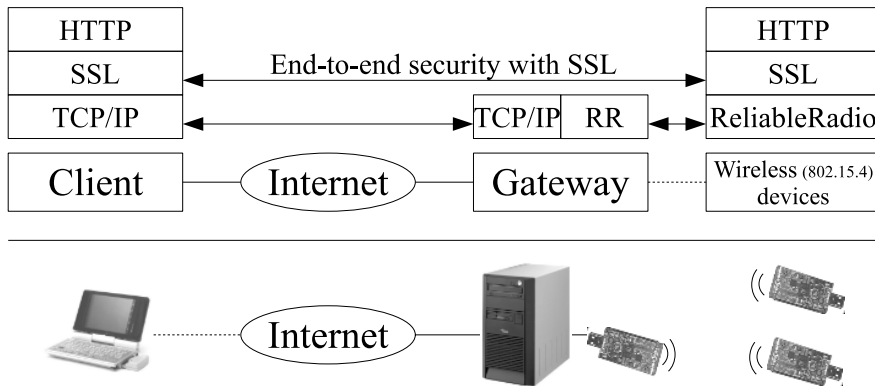 HTTP
HTTP
SSL
End-to-end security with SSL
SSL
TCP/IP
TCP/IP
RR
ReliableRadio
Client
Internet
Gateway
Wireless (802.15.4)
devices
Internet